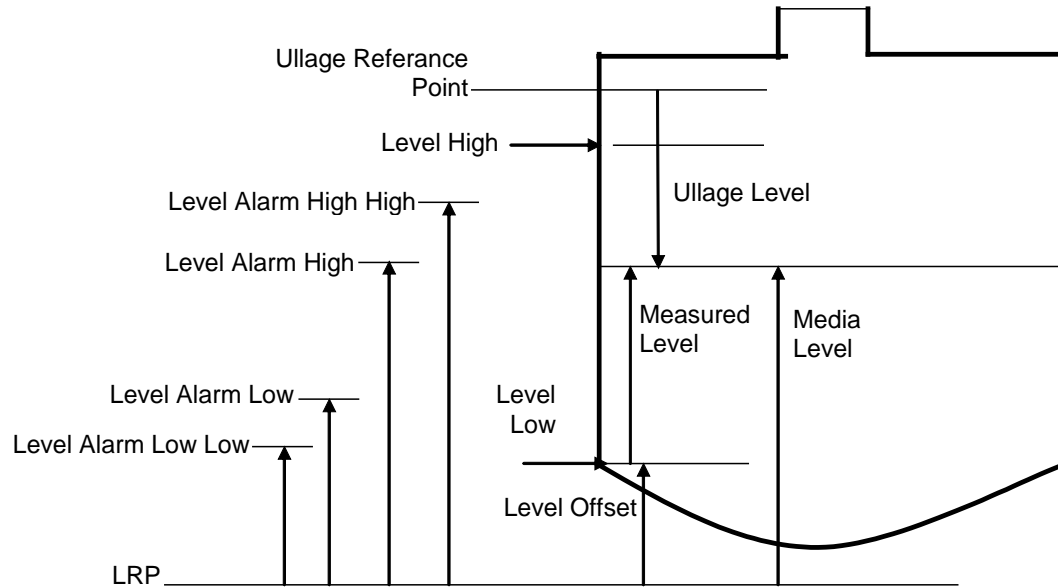 Ullage Referance
Point
Level High
Ullage Level
Level Alarm High High
Level Alarm High
Measured
Level
Media
Level
Level Alarm Low
Level
Low
Level Alarm Low Low
Level Offset
LRP